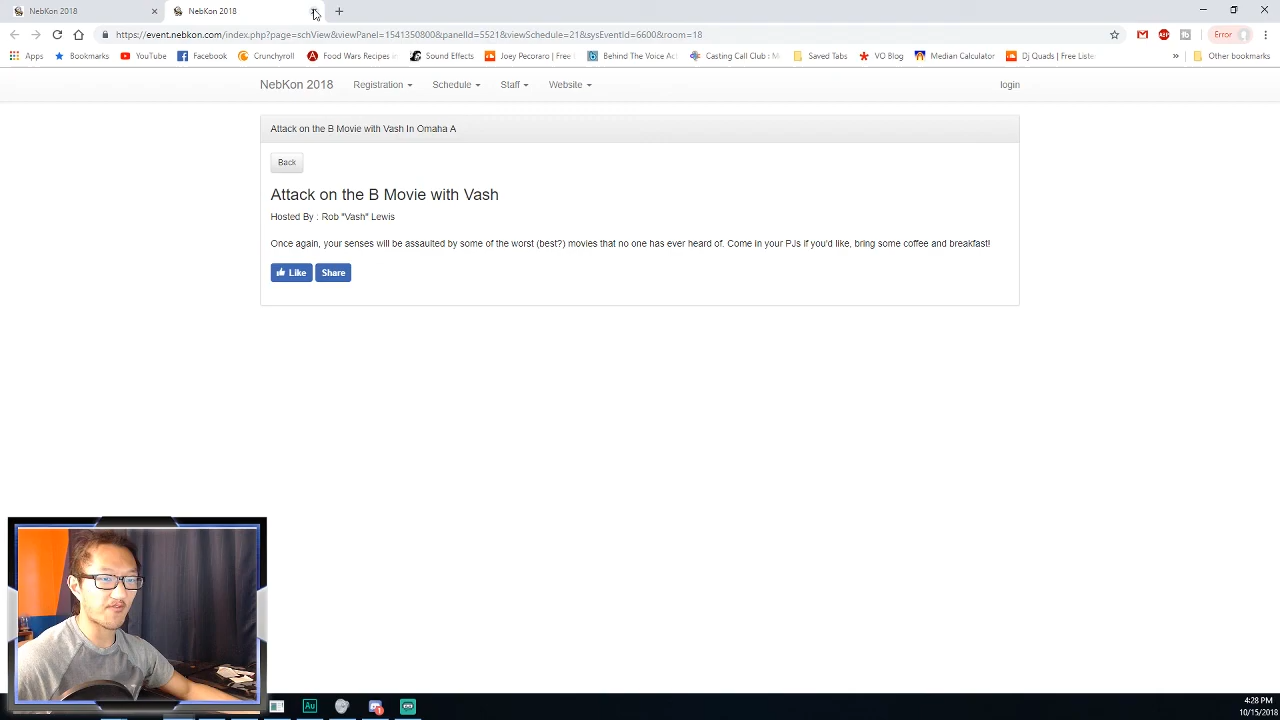 NebKon 2018
NebKon 2018
https://event.nebkon.com/index.php?page=schView&viewPanel=1541350800&panelId=5521&viewSchedule=21&sysEventId=6600&room=18
Error
Apps Bookmarks YouTube Facebook Crunchyroll Food Wars Recipes in Sound Effects Joey Pecoraro | Free Behind The Voice Act Casting Call Club : M Saved Tabs VO Blog Median Calculator Dj Quads | Free Liste » Other bookmarks
NebKon 2018 Registration Schedule Staff Website login
Attack on the B Movie with Vash In Omaha A
Back
Attack on the B Movie with Vash
Hosted By : Rob "Vash" Lewis
Once again, your senses will be assaulted by some of the worst (best?) movies that no one has ever heard of. Come in your PJs if you'd like, bring some coffee and breakfast!
Like Share
Au
1
4:28 PM
10/15/2018